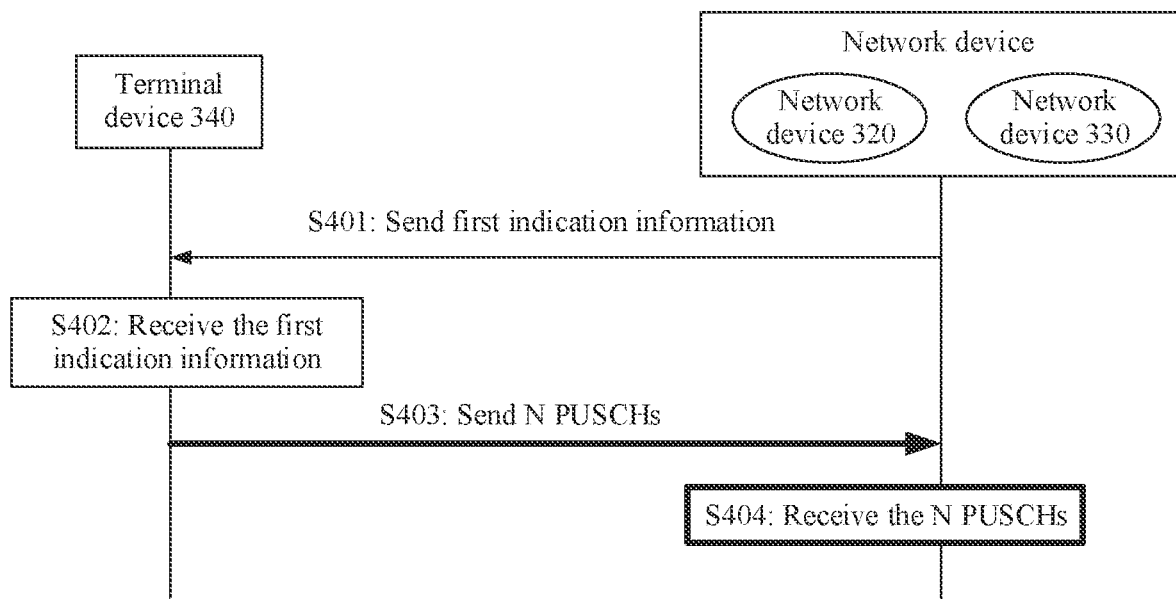 Network device
Terminal
device 340
Network
device 320
Network
device 330
S401: Send first indication information
S402: Receive the first
indication information
S403: Send N PUSCHs
S404: Receive the N PUSCHs